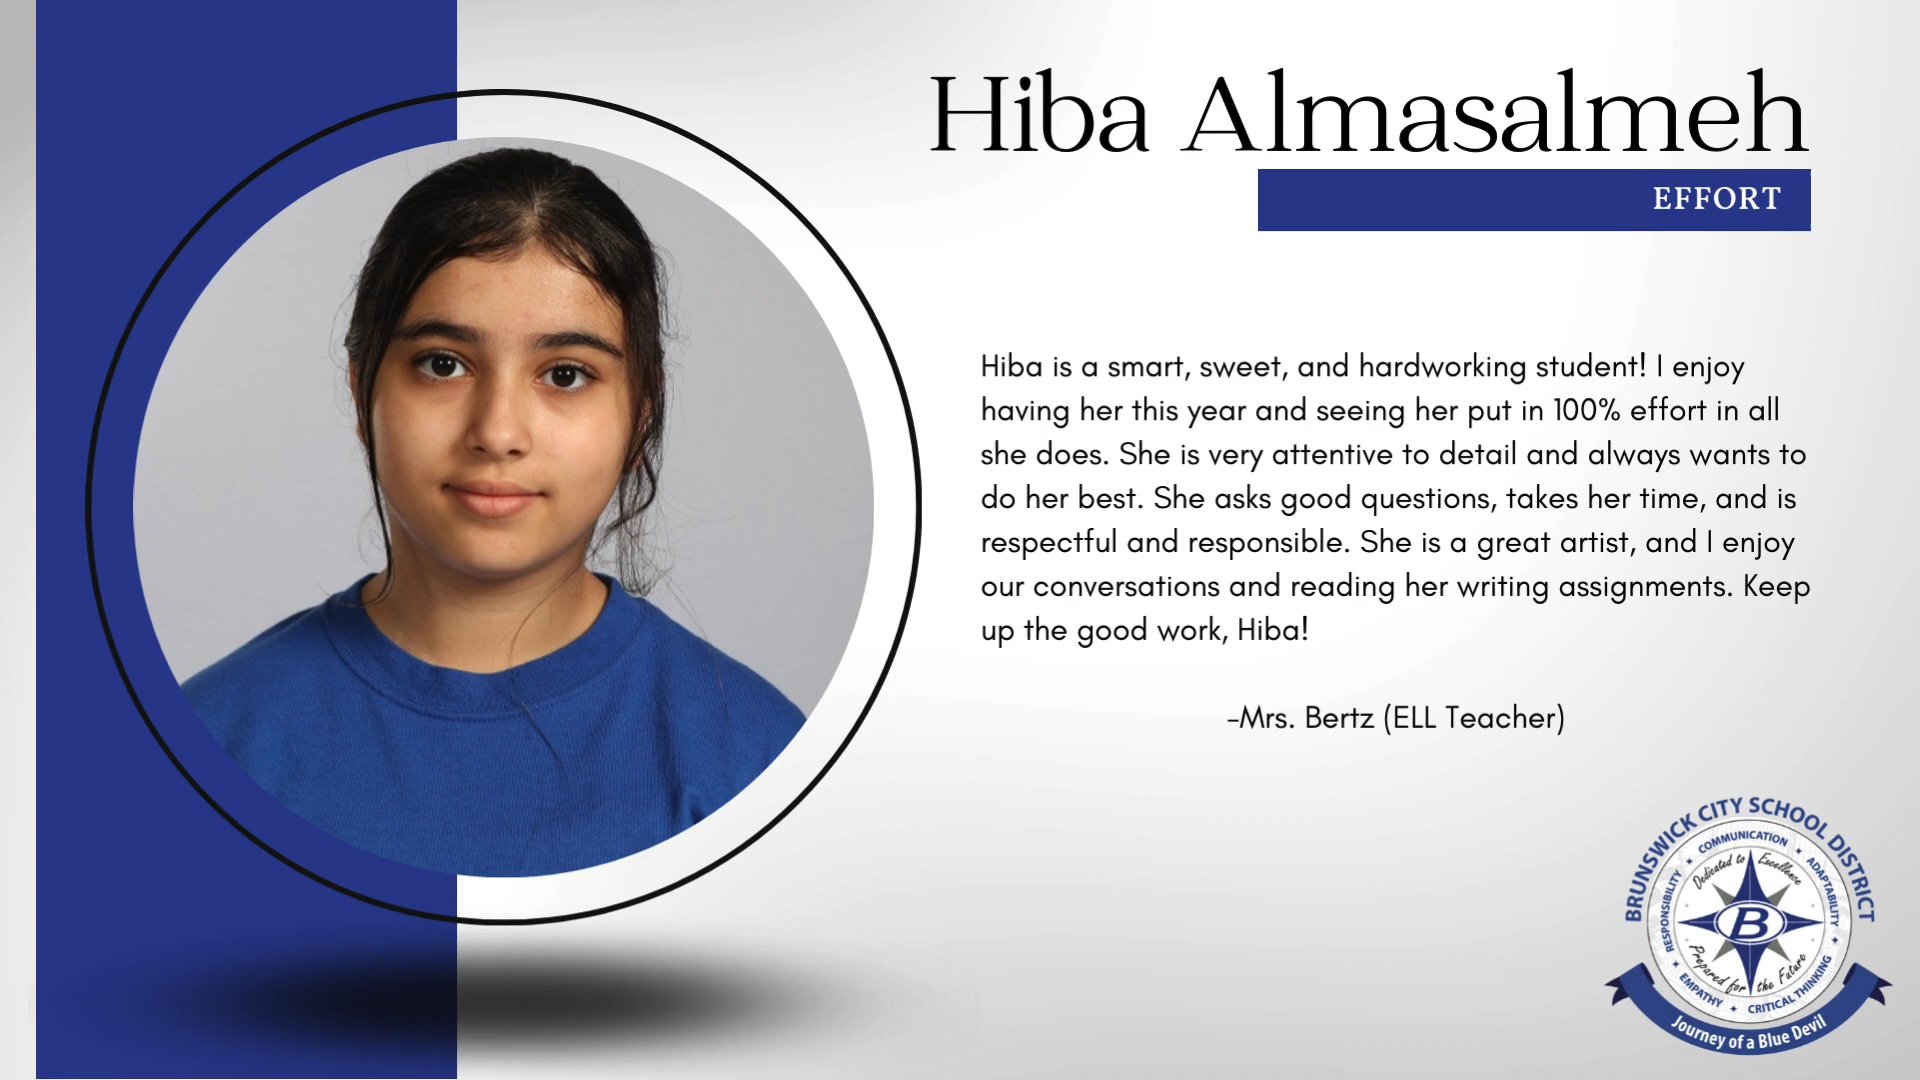 Hiba Almasalmeh
EFFORT
Hiba is a smart, sweet, and hardworking student! I enjoy
having her this year and seeing her put in 100% effort in all
she does. She is very attentive to detail and always wants to
do her best. She asks good questions, takes her time, and is
respectful and responsible. She is a great artist, and I enjoy
our conversations and reading her writing assignments. Keep
up the good work, Hiba!
-Mrs. Bertz (ELL Teacher)
BRUNSWICK CITY SCHOOL DISTRICT
RESPONSIBILITY ✦ COMMUNICATION ✦ ADAPTABILITY ✦ CRITICAL THINKING ✦ EMPATHY ✦
Dedicated to Excellence
B
Prepared for the Future
Journey of a Blue Devil